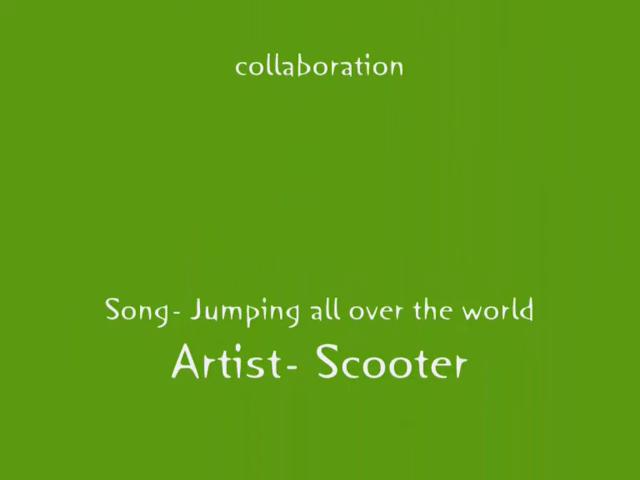 collaboration
Song- Jumping all over the world
Artist- Scooter